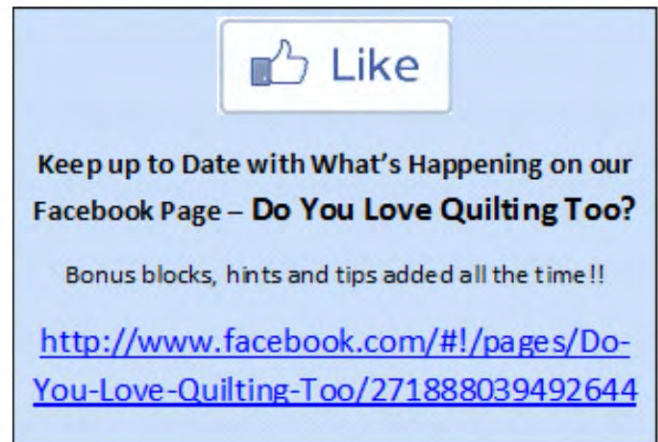 Like
Keep up to Date with What's Happening on our
Facebook Page – Do You Love Quilting Too?
Bonus blocks, hints and tips added all the time!!
http://www.facebook.com/#!/pages/Do-
You-Love-Quilting-Too/271888039492644